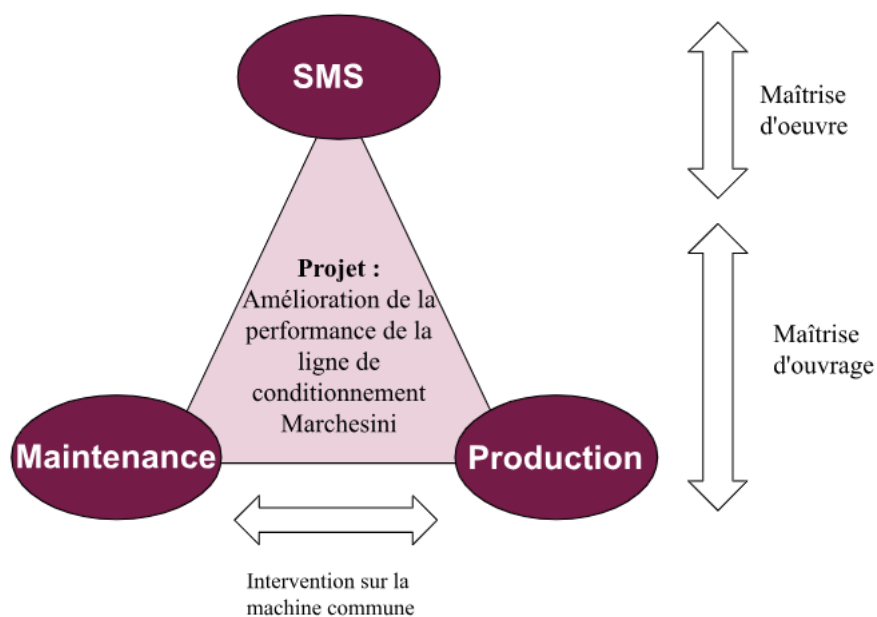 SMS
Maîtrise
d'oeuvre
Projet :
Amélioration de la
performance de la
ligne de
conditionnement
Marchesini
Maîtrise
d'ouvrage
Maintenance
Production
Intervention sur la
machine commune